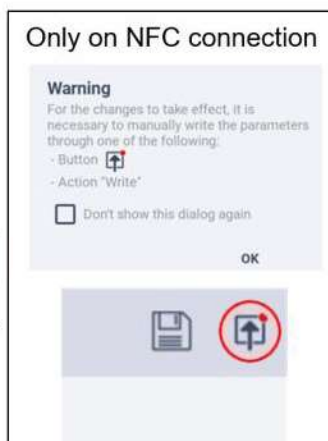 Only on NFC connection
Warning
For the changes to take effect, it is
necessary to manually write the parameters
through one of the following:
- Button
- Action "Write"
Don't show this dialog again
OK